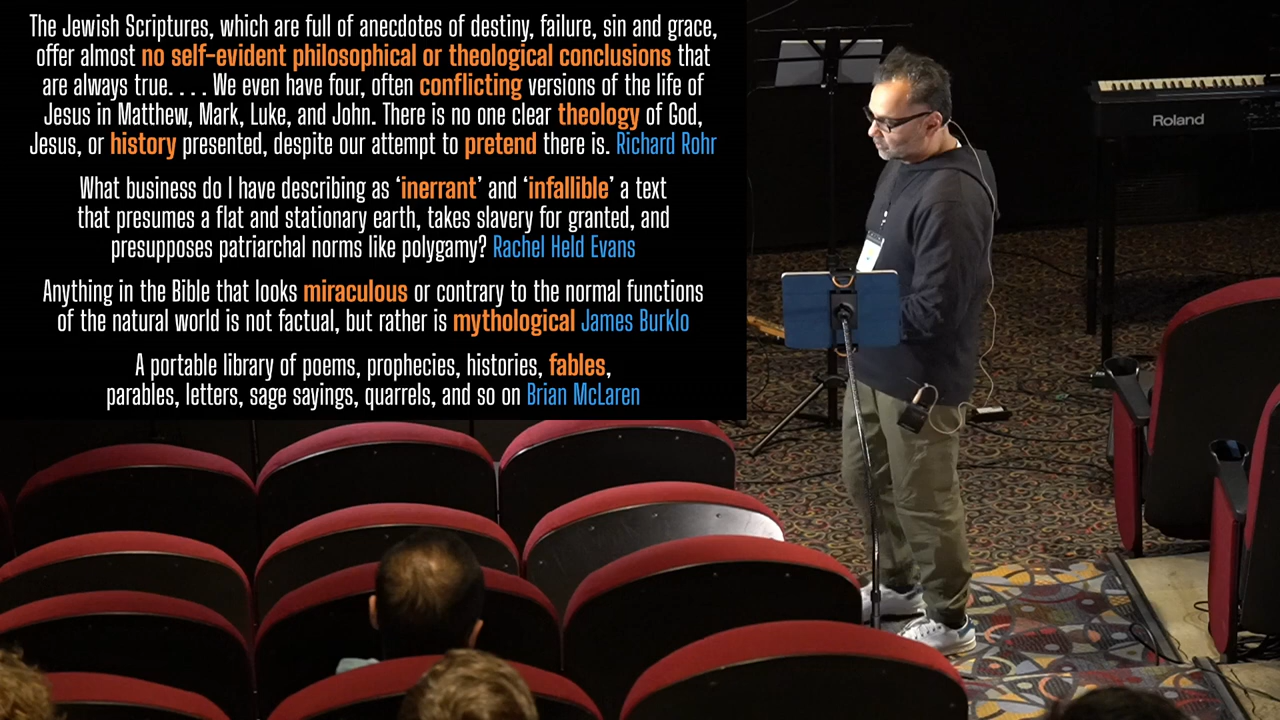 The Jewish Scriptures, which are full of anecdotes of destiny, failure, sin and grace,
offer almost no self-evident philosophical or theological conclusions that
are always true. . . . We even have four, often conflicting versions of the life of
Jesus in Matthew, Mark, Luke, and John. There is no one clear theology of God,
Jesus, or history presented, despite our attempt to pretend there is. Richard Rohr
What business do I have describing as ‘inerrant’ and ‘infallible’ a text
that presumes a flat and stationary earth, takes slavery for granted, and
presupposes patriarchal norms like polygamy? Rachel Held Evans
Anything in the Bible that looks miraculous or contrary to the normal functions
of the natural world is not factual, but rather is mythological James Burklo
A portable library of poems, prophecies, histories, fables,
parables, letters, sage sayings, quarrels, and so on Brian McLaren
Roland